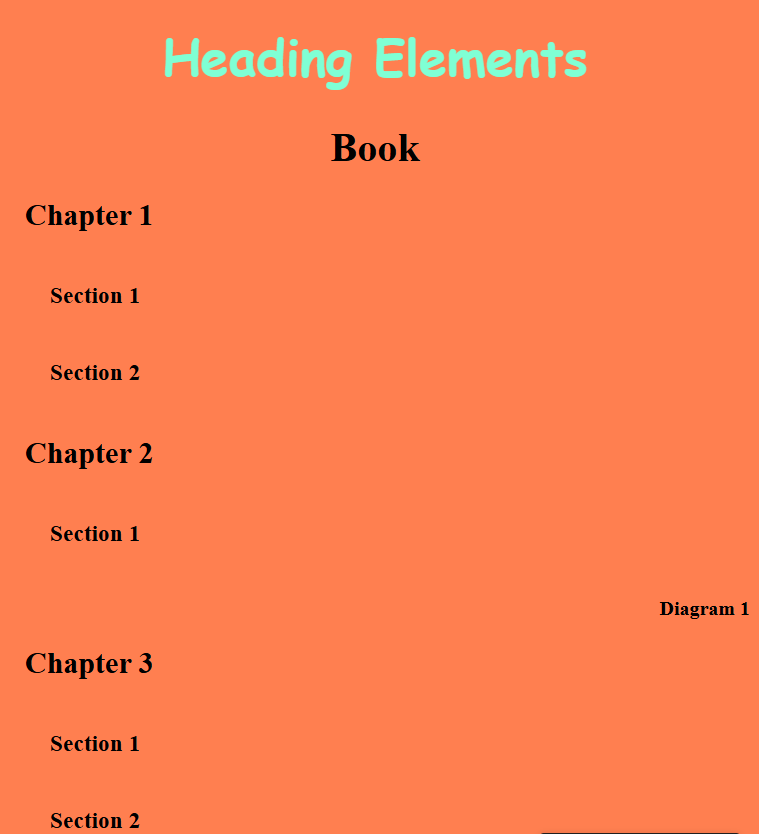 Heading Elements
Book
Chapter 1
Section 1
Section 2
Chapter 2
Section 1
Diagram 1
Chapter 3
Section 1
Section 2